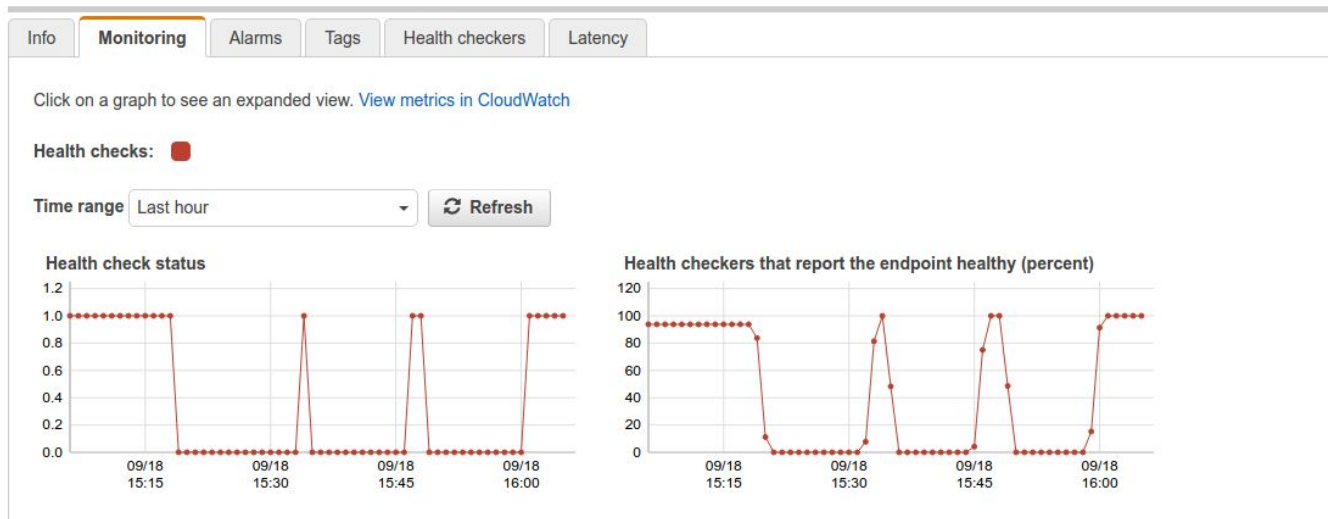 Info Monitoring Alarms Tags Health checkers Latency
Click on a graph to see an expanded view. View metrics in CloudWatch
Health checks:
Time range Last hour Refresh
Health check status
1.2
1.0
0.8
0.6
0.4
0.2
0.0
09/18 09/18 09/18 09/18
15:15 15:30 15:45 16:00
Health checkers that report the endpoint healthy (percent)
120
100
80
60
40
20
0
09/18 09/18 09/18 09/18
15:15 15:30 15:45 16:00